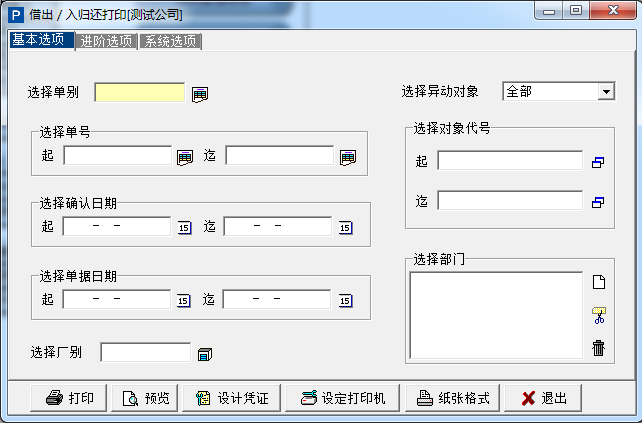 P 借出 / 入归还打印[测试公司]
基本选项 进阶选项 系统选项
选择单别
选择异动对象 全部
选择单号
起 迄
选择对象代号
起
迄
选择确认日期
起 - - 15 迄 - - 15
选择单据日期
起 - - 15 迄 - - 15
选择部门
选择厂别
打印 预览 设计凭证 设定打印机 纸张格式 退出